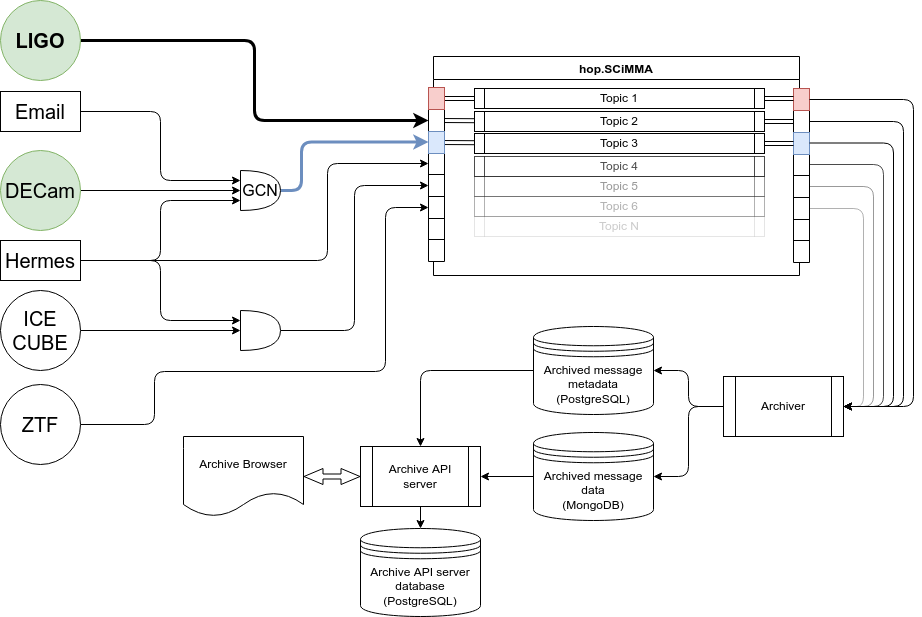 LIGO
Email
DECam
Hermes
ICE
CUBE
ZTF
GCN
hop.SCiMMA
Topic 1
Topic 2
Topic 3
Topic 4
Topic 5
Topic 6
Topic N
Archived message
metadata
(PostgreSQL)
Archiver
Archive Browser
Archive API
server
Archived message
data
(MongoDB)
Archive API server
database
(PostgreSQL)